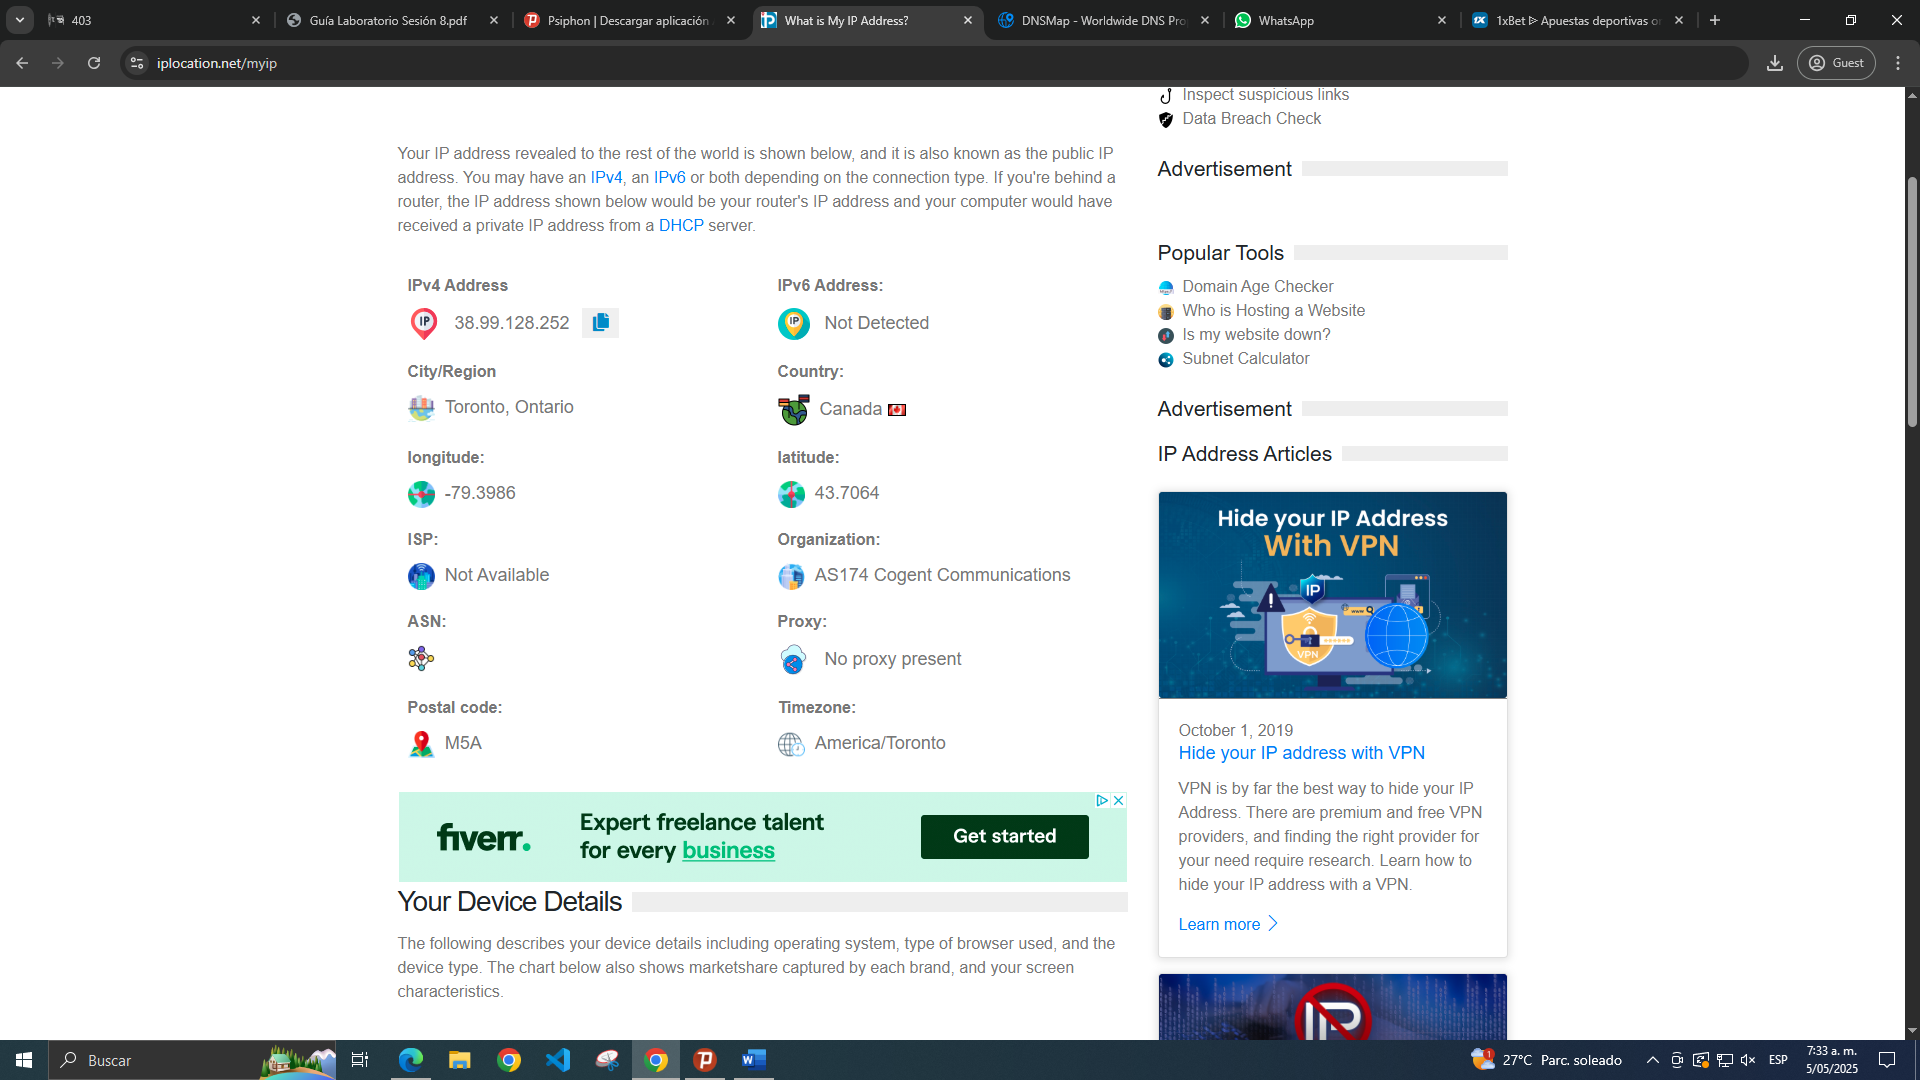 403
Guía Laboratorio Sesión 8.pdf
Psiphon | Descargar aplicación
What is My IP Address?
DNSMap - Worldwide DNS Pro
WhatsApp
1xBet ᐉ Apuestas deportivas o
iplocation.net/myip
Guest
Inspect suspicious links
Data Breach Check
Your IP address revealed to the rest of the world is shown below, and it is also known as the public IP
address. You may have an IPv4, an IPv6 or both depending on the connection type. If you're behind a
router, the IP address shown below would be your router's IP address and your computer would have
received a private IP address from a DHCP server.
IPv4 Address
IP
38.99.128.252
IPv6 Address:
IP
Not Detected
City/Region
Toronto, Ontario
Country:
Canada
longitude:
-79.3986
latitude:
43.7064
ISP:
Not Available
Organization:
AS174 Cogent Communications
ASN:
Proxy:
No proxy present
Postal code:
M5A
Timezone:
America/Toronto
fiverr.
Expert freelance talent
for every business
Get started
Your Device Details
The following describes your device details including operating system, type of browser used, and the
device type. The chart below also shows marketshare captured by each brand, and your screen
characteristics.
Advertisement
Popular Tools
Domain Age Checker
Who is Hosting a Website
Is my website down?
Subnet Calculator
Advertisement
IP Address Articles
Hide your IP Address
With VPN
IP
www
VPN
October 1, 2019
Hide your IP address with VPN
VPN is by far the best way to hide your IP
Address. There are premium and free VPN
providers, and finding the right provider for
your need require research. Learn how to
hide your IP address with a VPN.
Learn more
IP
Buscar
1
27°C Parc. soleado
ESP
7:33 a. m.
5/05/2025